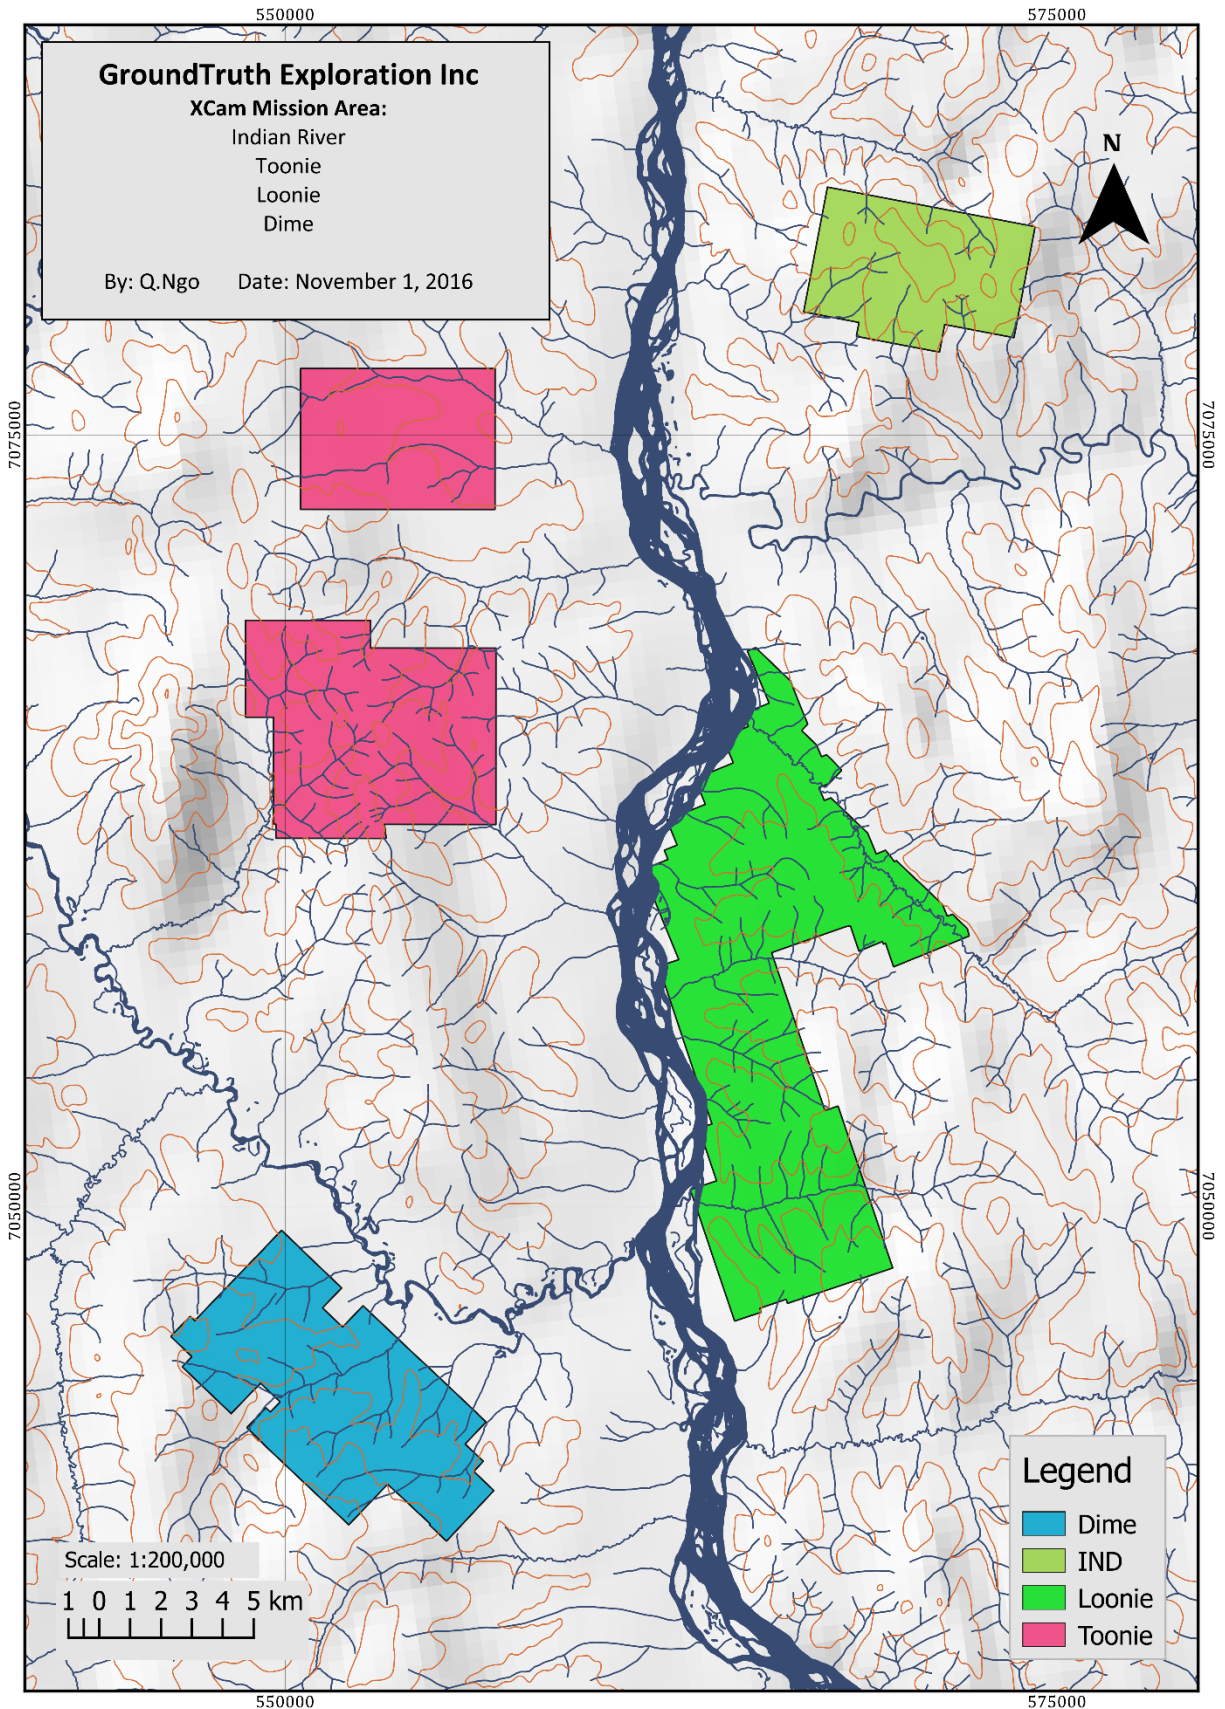 550000 575000
GroundTruth Exploration Inc
XCam Mission Area:
Indian River
Toonie
Loonie
Dime
By: Q.Ngo Date: November 1, 2016
N
7075000 7075000
7050000 7050000
Legend
Dime
IND
Loonie
Toonie
Scale: 1:200,000
1 0 1 2 3 4 5 km
550000 575000